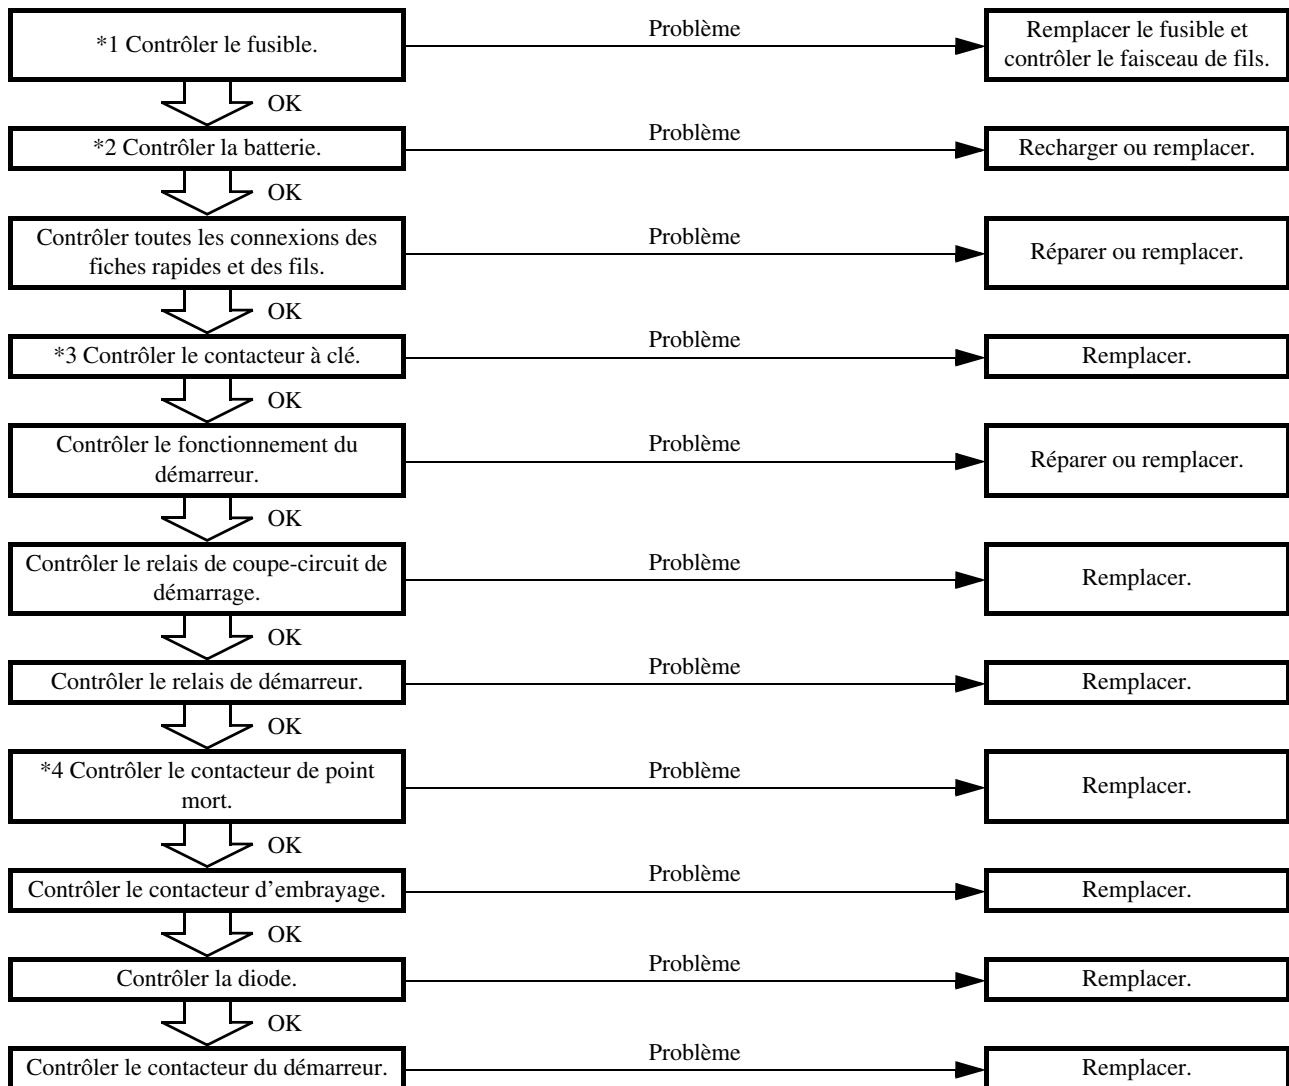 *1 Contrôler le fusible.
Problème
Remplacer le fusible et
contrôler le faisceau de fils.
OK
*2 Contrôler la batterie.
Problème
Recharger ou remplacer.
OK
Contrôler toutes les connexions des
fiches rapides et des fils.
Problème
Réparer ou remplacer.
OK
*3 Contrôler le contacteur à clé.
Problème
Remplacer.
OK
Contrôler le fonctionnement du
démarreur.
Problème
Réparer ou remplacer.
OK
Contrôler le relais de coupe-circuit de
démarrage.
Problème
Remplacer.
OK
Contrôler le relais de démarreur.
Problème
Remplacer.
OK
*4 Contrôler le contacteur de point
mort.
Problème
Remplacer.
OK
Contrôler le contacteur d’embrayage.
Problème
Remplacer.
OK
Contrôler la diode.
Problème
Remplacer.
OK
Contrôler le contacteur du démarreur.
Problème
Remplacer.